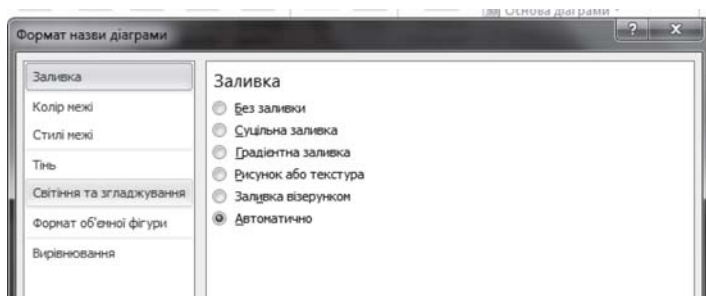 Основа діаграми
Формат назви діаграми
? X
Заливка
Колір межі
Стилі межі
Тінь
Світіння та згладжування
Формат об'ємної фігури
Вирівнювання
Заливка
Без заливки
Суцільна заливка
Градієнтна заливка
Рисунок або текстура
Заливка візерунком
Автоматично